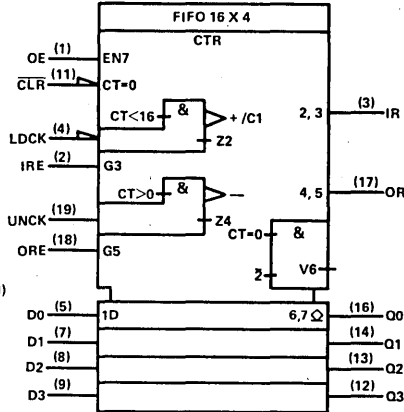 FIFO 16 X 4
CTR
OE (1) EN7
CLR (11) CT=0
CT<16 & + /C1
LDCK (4) Z2 2, 3 (3) IR
IRE (2) G3
CT>0 & —
4, 5 (17) OR
UNCK (19) Z4
ORE (18) G5
CT=0 &
2 V6
)
D0 (5) 1D 6,7 (16) Q0
D1 (7) (14) Q1
D2 (8) (13) Q2
D3 (9) (12) Q3